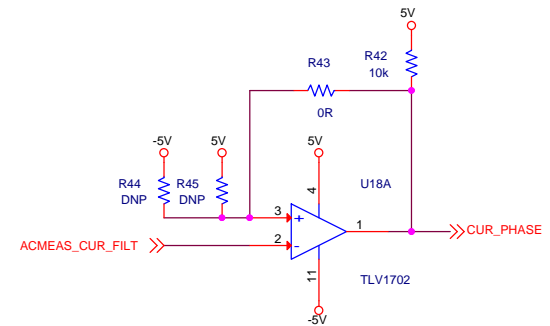 5V
R43
R42
10k
0R
-5V
5V
5V
R44
R45
DNP
DNP
U18A
4
3
+
1
CUR_PHASE
2
-
ACMEAS_CUR_FILT
11
TLV1702
-5V